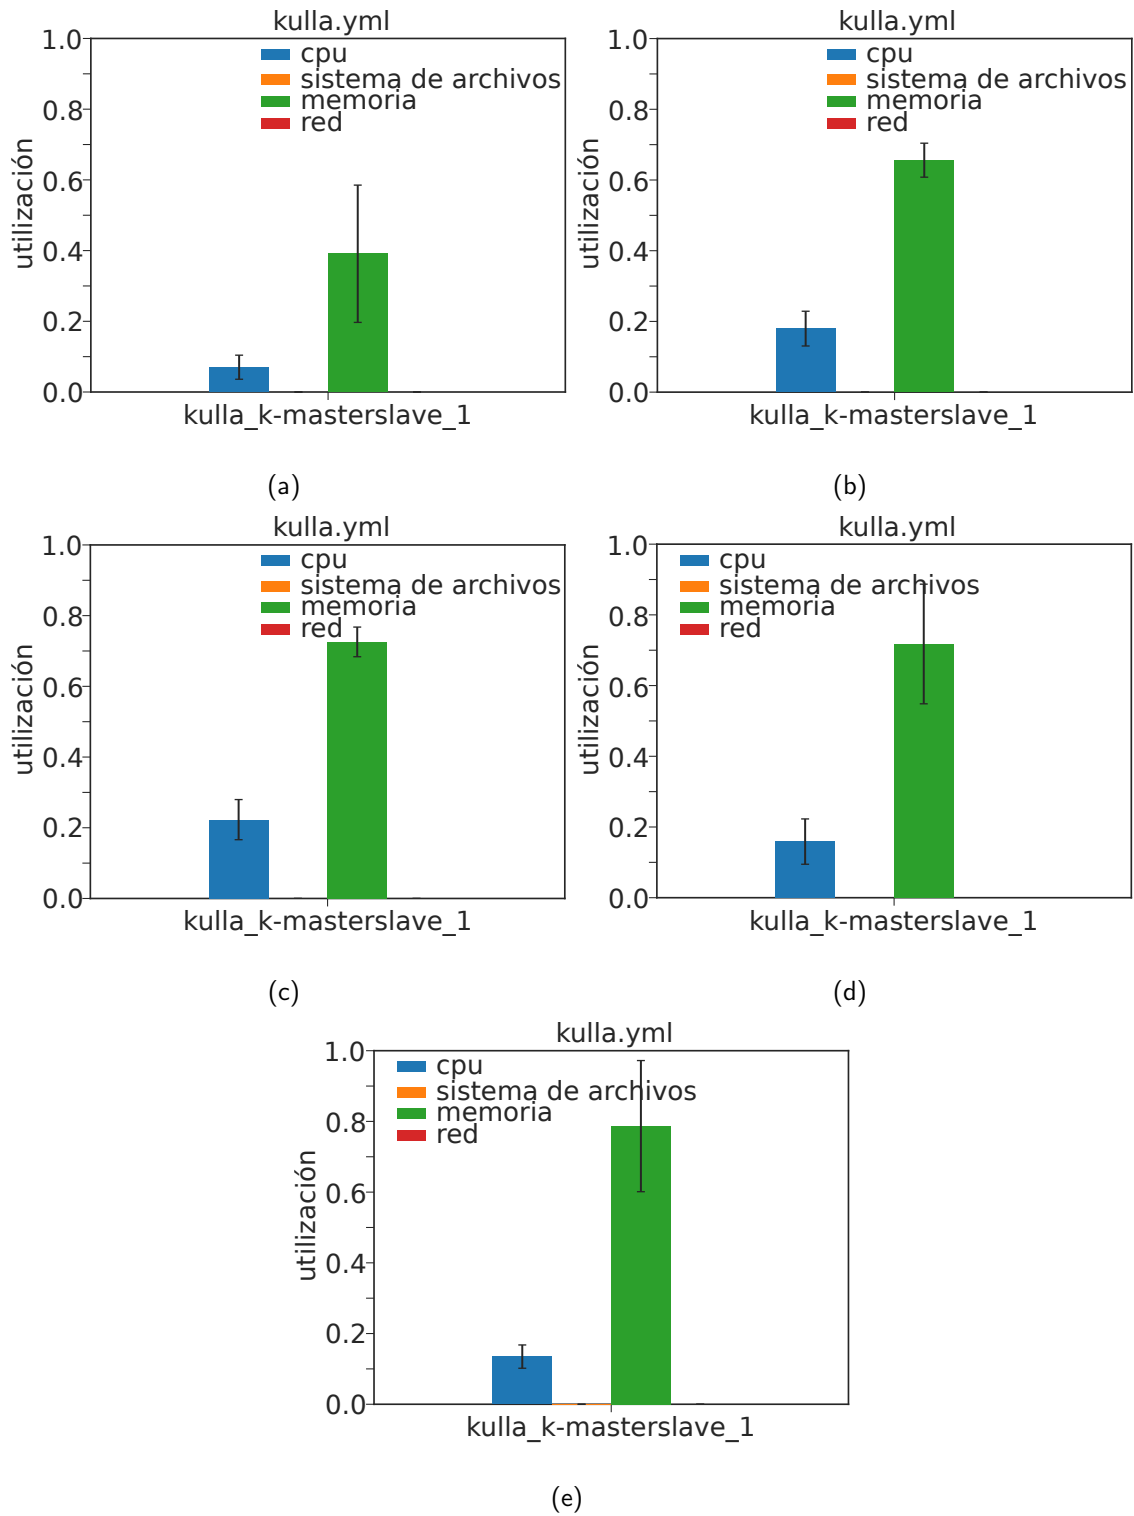 kulla.yml
1.0
0.8
0.6
0.4
0.2
0.0
utilización
cpu
sistema de archivos
memoria
red
kulla_k-masterslave_1
(a)
kulla.yml
1.0
0.8
0.6
0.4
0.2
0.0
utilización
cpu
sistema de archivos
memoria
red
kulla_k-masterslave_1
(b)
kulla.yml
1.0
0.8
0.6
0.4
0.2
0.0
utilización
cpu
sistema de archivos
memoria
red
kulla_k-masterslave_1
(c)
kulla.yml
1.0
0.8
0.6
0.4
0.2
0.0
utilización
cpu
sistema de archivos
memoria
red
kulla_k-masterslave_1
(d)
kulla.yml
1.0
0.8
0.6
0.4
0.2
0.0
utilización
cpu
sistema de archivos
memoria
red
kulla_k-masterslave_1
(e)